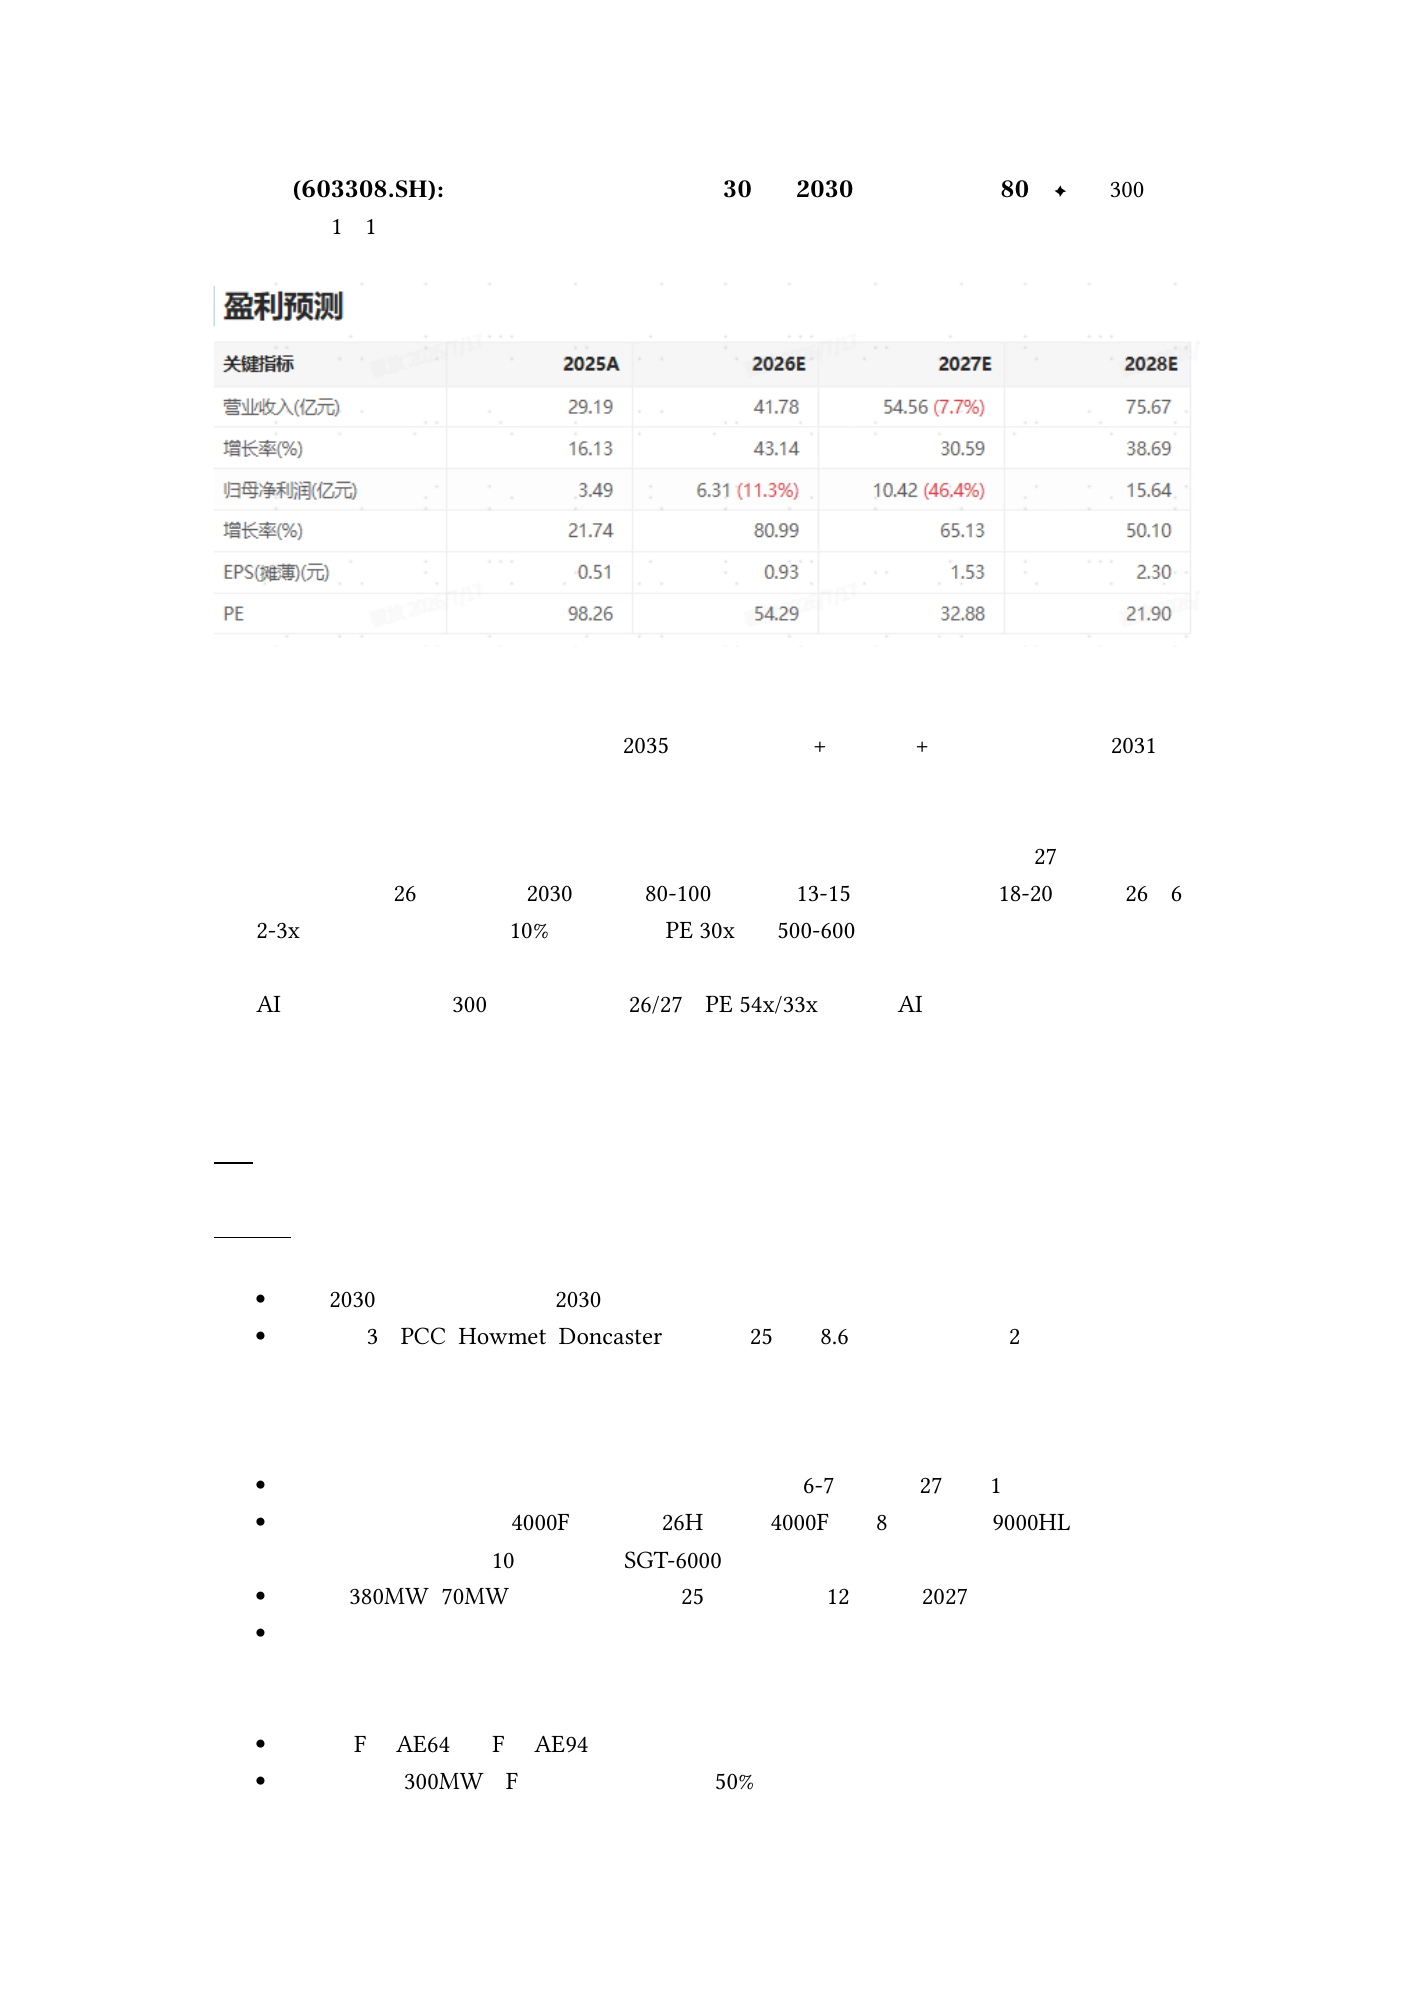 (603308.SH): 30 2030 80 ✦ 300
1 1
盈利预测
关键指标 2025A 2026E 2027E 2028E
营业收入(亿元) 29.19 41.78 54.56 (7.7%) 75.67
增长率(%) 16.13 43.14 30.59 38.69
归母净利润(亿元) 3.49 6.31 (11.3%) 10.42 (46.4%) 15.64
增长率(%) 21.74 80.99 65.13 50.10
EPS(摊薄)(元) 0.51 0.93 1.53 2.30
PE 98.26 54.29 32.88 21.90
2035 + + 2031
27
26 2030 80-100 13-15 18-20 26 6
2-3x 10% PE 30x 500-600
AI 300 26/27 PE 54x/33x AI
• 2030 2030
• 3 PCC Howmet Doncaster 25 8.6 2
• 6-7 27 1
• 4000F 26H 4000F 8 9000HL
10 SGT-6000
• 380MW 70MW 25 12 2027
•
• F AE64 F AE94
• 300MW F 50%